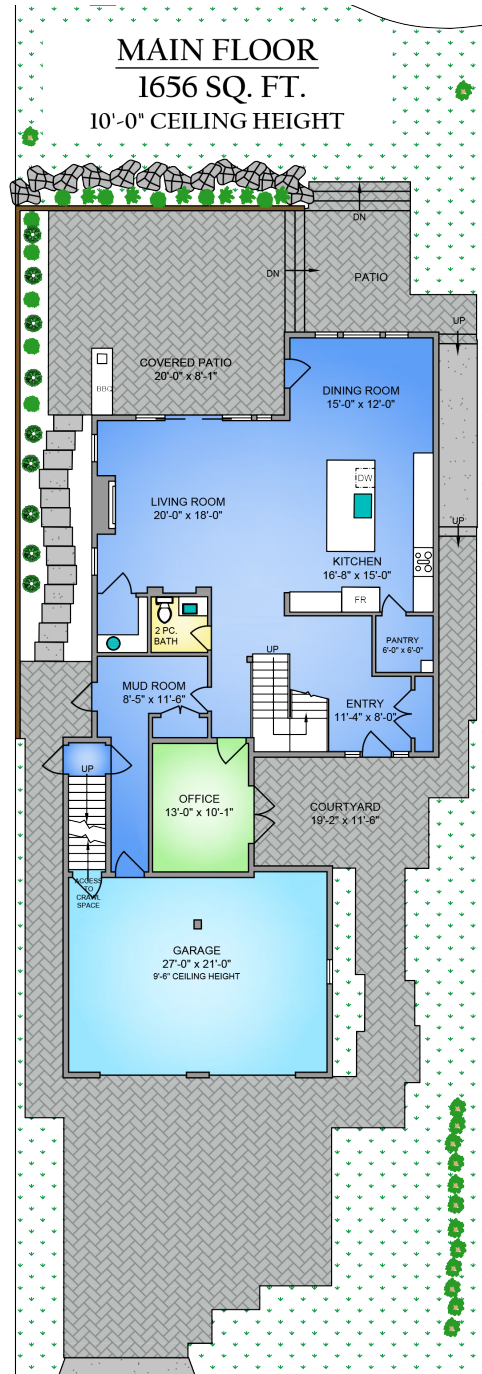 MAIN FLOOR
1656 SQ. FT.
10'-0" CEILING HEIGHT
DN
DN
PATIO
UP
COVERED PATIO
20'-0" x 8'-1"
BBQ
DINING ROOM
15'-0" x 12'-0"
DW
LIVING ROOM
20'-0" x 18'-0"
UP
KITCHEN
16'-8" x 15'-0"
FR
2 PC.
BATH
PANTRY
6'-0" x 6'-0"
UP
MUD ROOM
8'-5" x 11'-6"
ENTRY
11'-4" x 8'-0"
UP
OFFICE
13'-0" x 10'-1"
COURTYARD
19'-2" x 11'-6"
ACCESS
TO
CRAWL
SPACE
GARAGE
27'-0" x 21'-0"
9'-6" CEILING HEIGHT